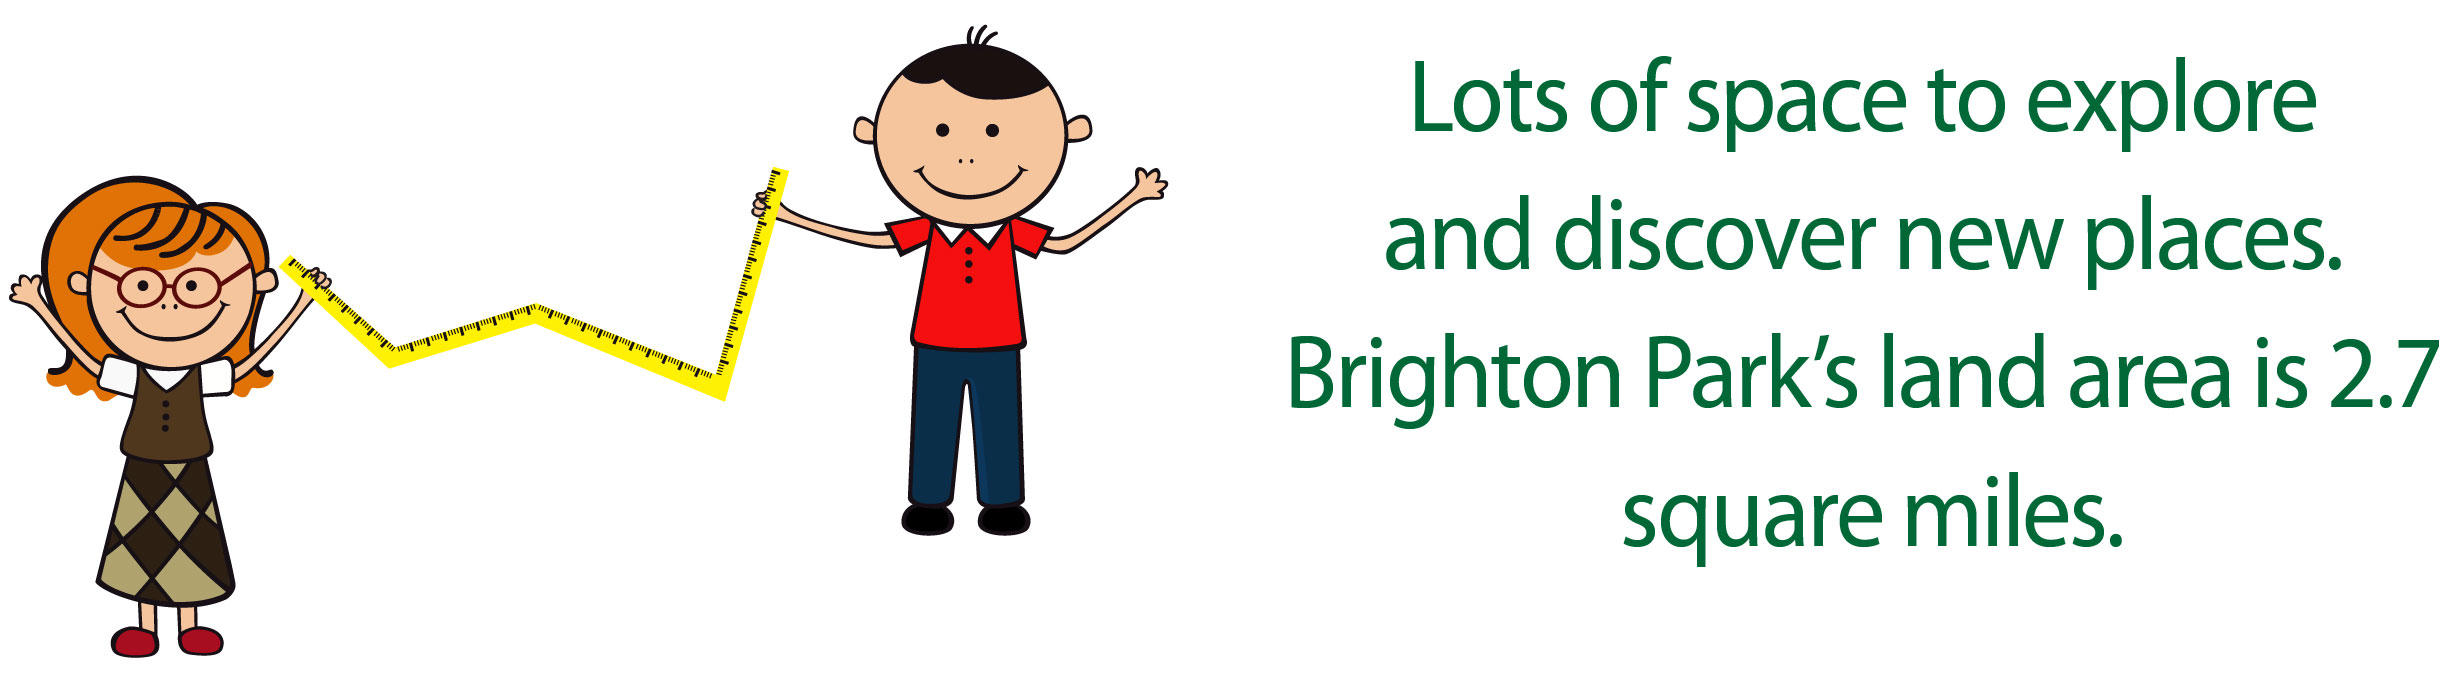 Lots of space to explore
and discover new places.
Brighton Park’s land area is 2.7
square miles.